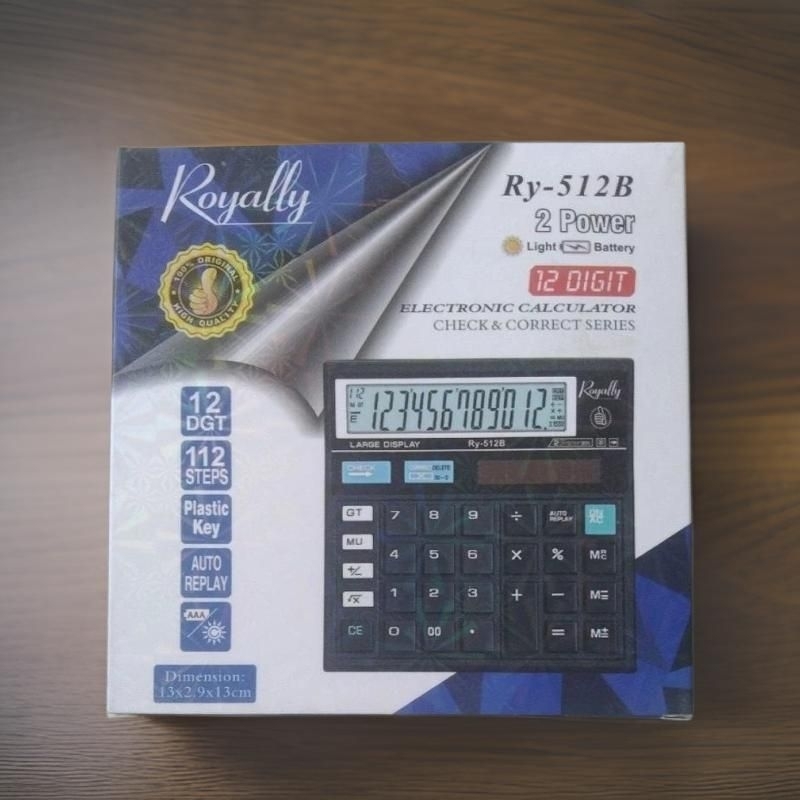 Royally
Ry-512B
2 Power
Light Battery
12 DIGIT
ELECTRONIC CALCULATOR
CHECK & CORRECT SERIES
100% ORIGINAL
HIGH QUALITY
12
DGT
112
STEPS
Plastic
Key
AUTO
REPLAY
AAA
Dimension:
13x2.9x13cm
123456789012.
Royally
LARGE DISPLAY Ry-512B
CHECK CORRECT DELETE
GT 7 8 9 ÷ AUTO REPLAY ON AC
MU
4 5 6 × % MRC
+/-
1 2 3 + − M=
√x
CE 0 00 . = M±